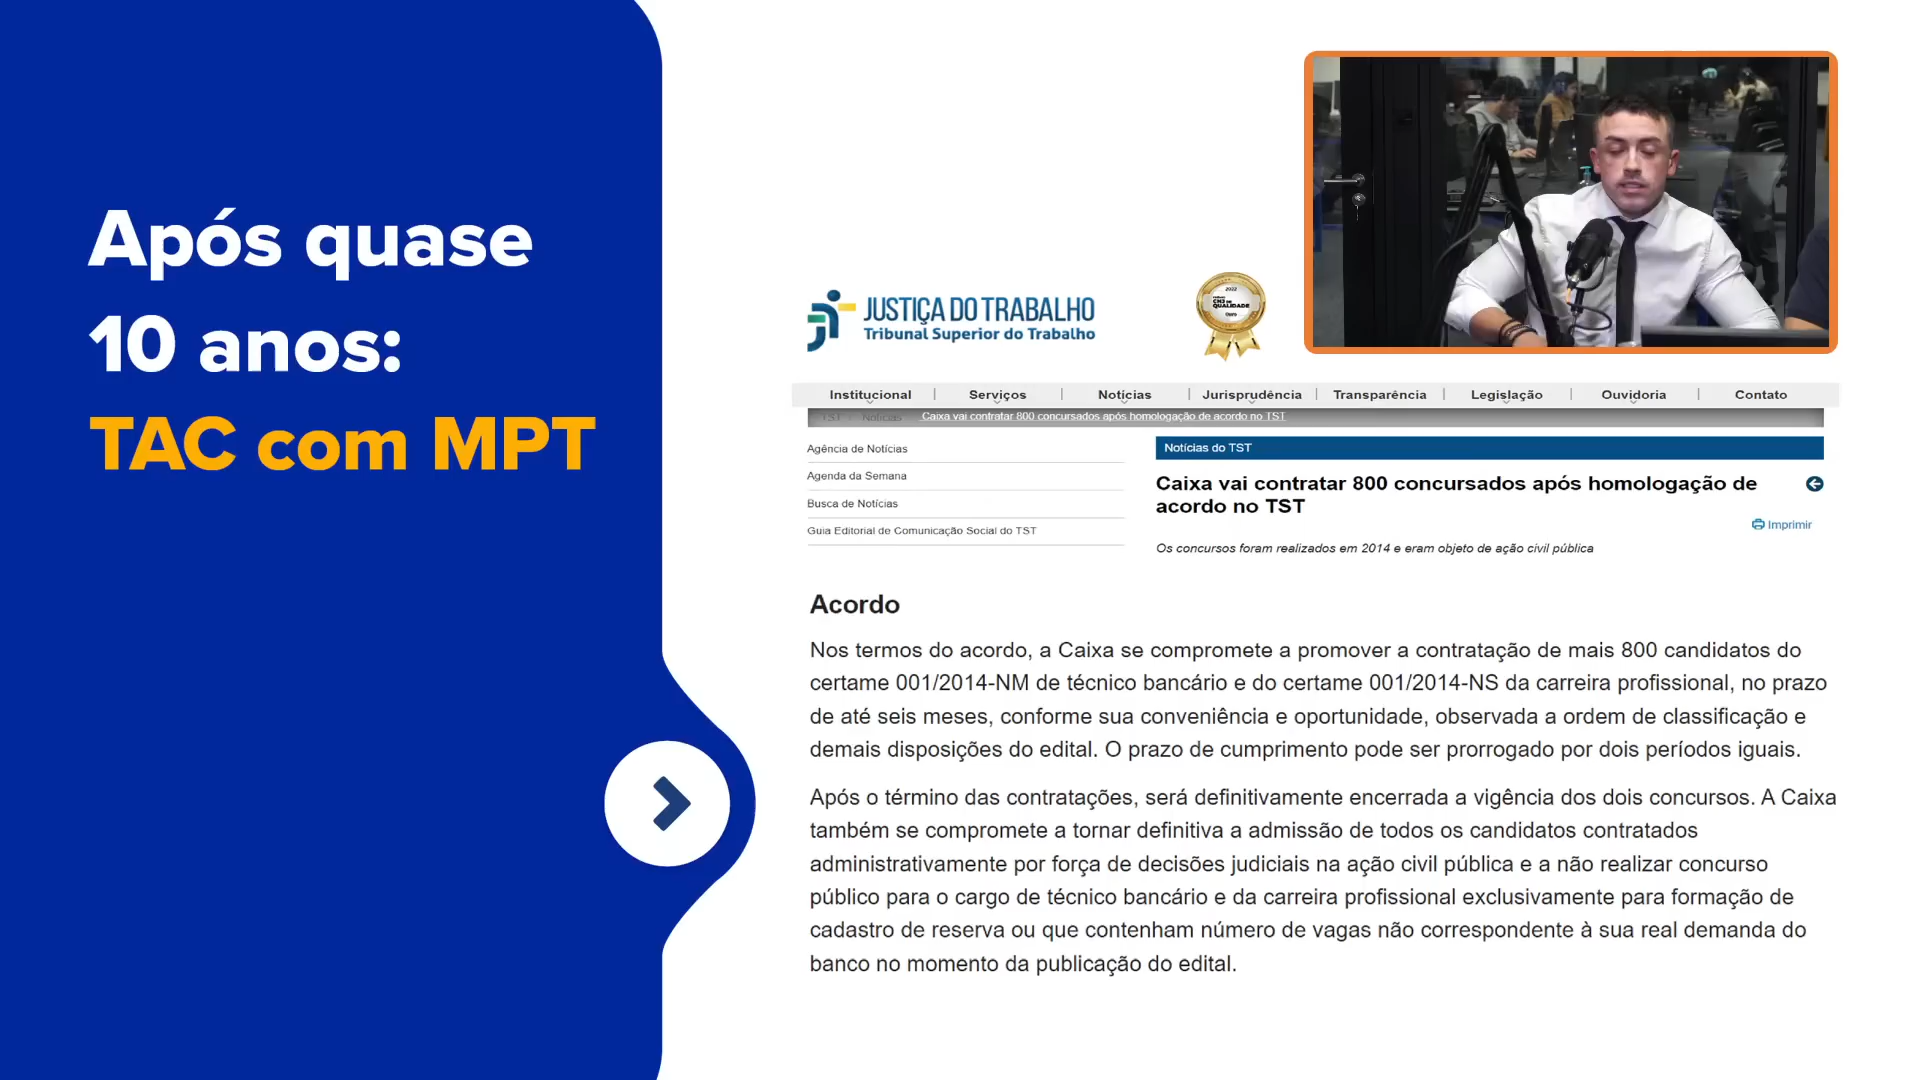 Após quase
10 anos:
TAC com MPT
JUSTIÇA DO TRABALHO
Tribunal Superior do Trabalho
2022
CNJ DE
QUALIDADE
Institucional | Serviços | Notícias | Jurisprudência | Transparência | Legislação | Ouvidoria | Contato
TST Notícias Caixa vai contratar 800 concursados após homologação de acordo no TST
Agência de Notícias
Agenda da Semana
Busca de Notícias
Guia Editorial de Comunicação Social do TST
Notícias do TST
Caixa vai contratar 800 concursados após homologação de
acordo no TST
Imprimir
Os concursos foram realizados em 2014 e eram objeto de ação civil pública
Acordo
Nos termos do acordo, a Caixa se compromete a promover a contratação de mais 800 candidatos do
certame 001/2014-NM de técnico bancário e do certame 001/2014-NS da carreira profissional, no prazo
de até seis meses, conforme sua conveniência e oportunidade, observada a ordem de classificação e
demais disposições do edital. O prazo de cumprimento pode ser prorrogado por dois períodos iguais.
Após o término das contratações, será definitivamente encerrada a vigência dos dois concursos. A Caixa
também se compromete a tornar definitiva a admissão de todos os candidatos contratados
administrativamente por força de decisões judiciais na ação civil pública e a não realizar concurso
público para o cargo de técnico bancário e da carreira profissional exclusivamente para formação de
cadastro de reserva ou que contenham número de vagas não correspondente à sua real demanda do
banco no momento da publicação do edital.